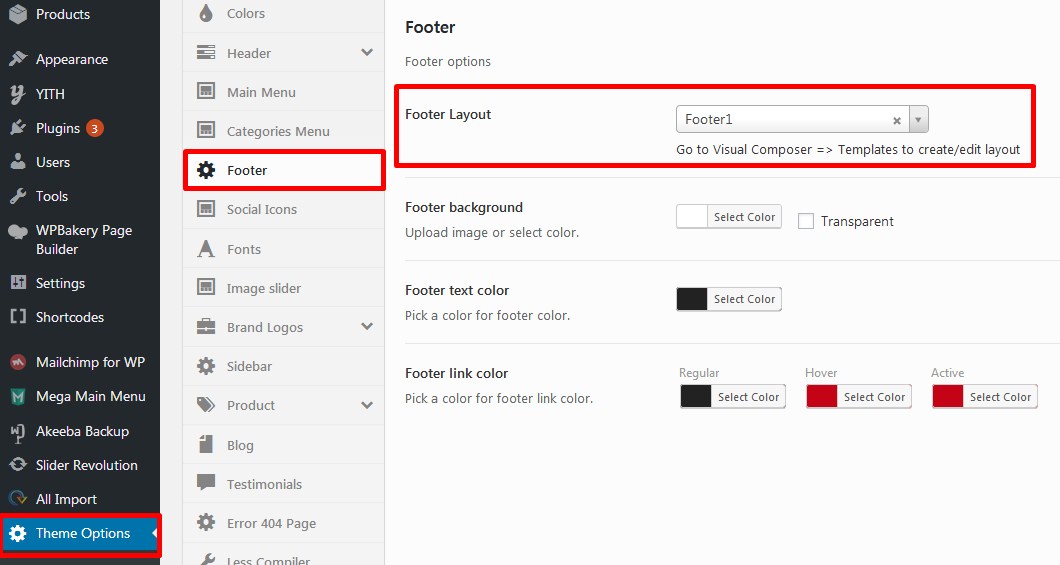 Products
Appearance
YITH
Plugins 3
Users
Tools
WPBakery Page
Builder
Settings
Shortcodes
Mailchimp for WP
Mega Main Menu
Akeeba Backup
Slider Revolution
All Import
Theme Options
Colors
Header
Main Menu
Categories Menu
Footer
Social Icons
Fonts
Image slider
Brand Logos
Sidebar
Product
Blog
Testimonials
Error 404 Page
Less Compiler
Footer
Footer options
Footer Layout
Footer1
Go to Visual Composer => Templates to create/edit layout
Footer background
Upload image or select color.
Select Color
Transparent
Footer text color
Pick a color for footer color.
Select Color
Footer link color
Pick a color for footer link color.
Regular Hover Active
Select Color Select Color Select Color